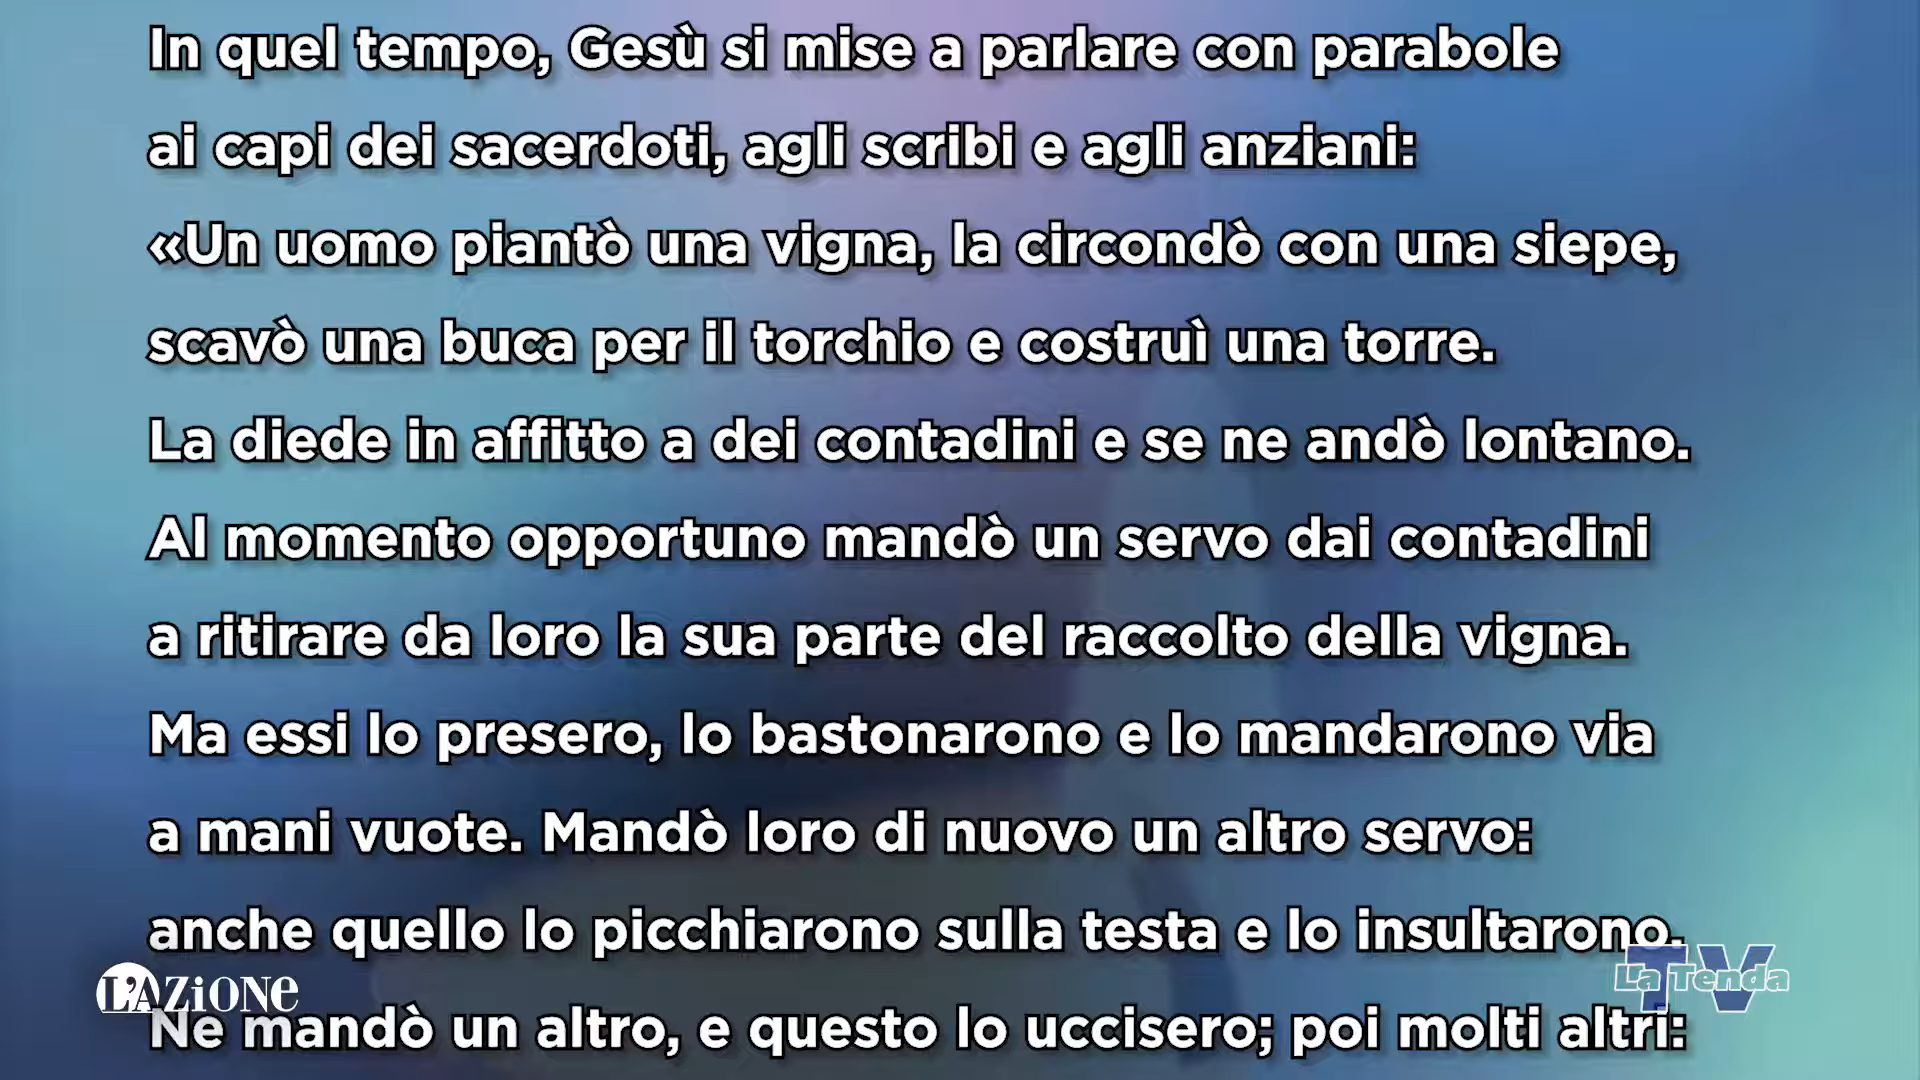 In quel tempo, Gesù si mise a parlare con parabole
ai capi dei sacerdoti, agli scribi e agli anziani:
«Un uomo piantò una vigna, la circondò con una siepe,
scavò una buca per il torchio e costruì una torre.
La diede in affitto a dei contadini e se ne andò lontano.
Al momento opportuno mandò un servo dai contadini
a ritirare da loro la sua parte del raccolto della vigna.
Ma essi lo presero, lo bastonarono e lo mandarono via
a mani vuote. Mandò loro di nuovo un altro servo:
anche quello lo picchiarono sulla testa e lo insultarono.
L'AZiONe
La Tenda TV
Ne mandò un altro, e questo lo uccisero; poi molti altri: